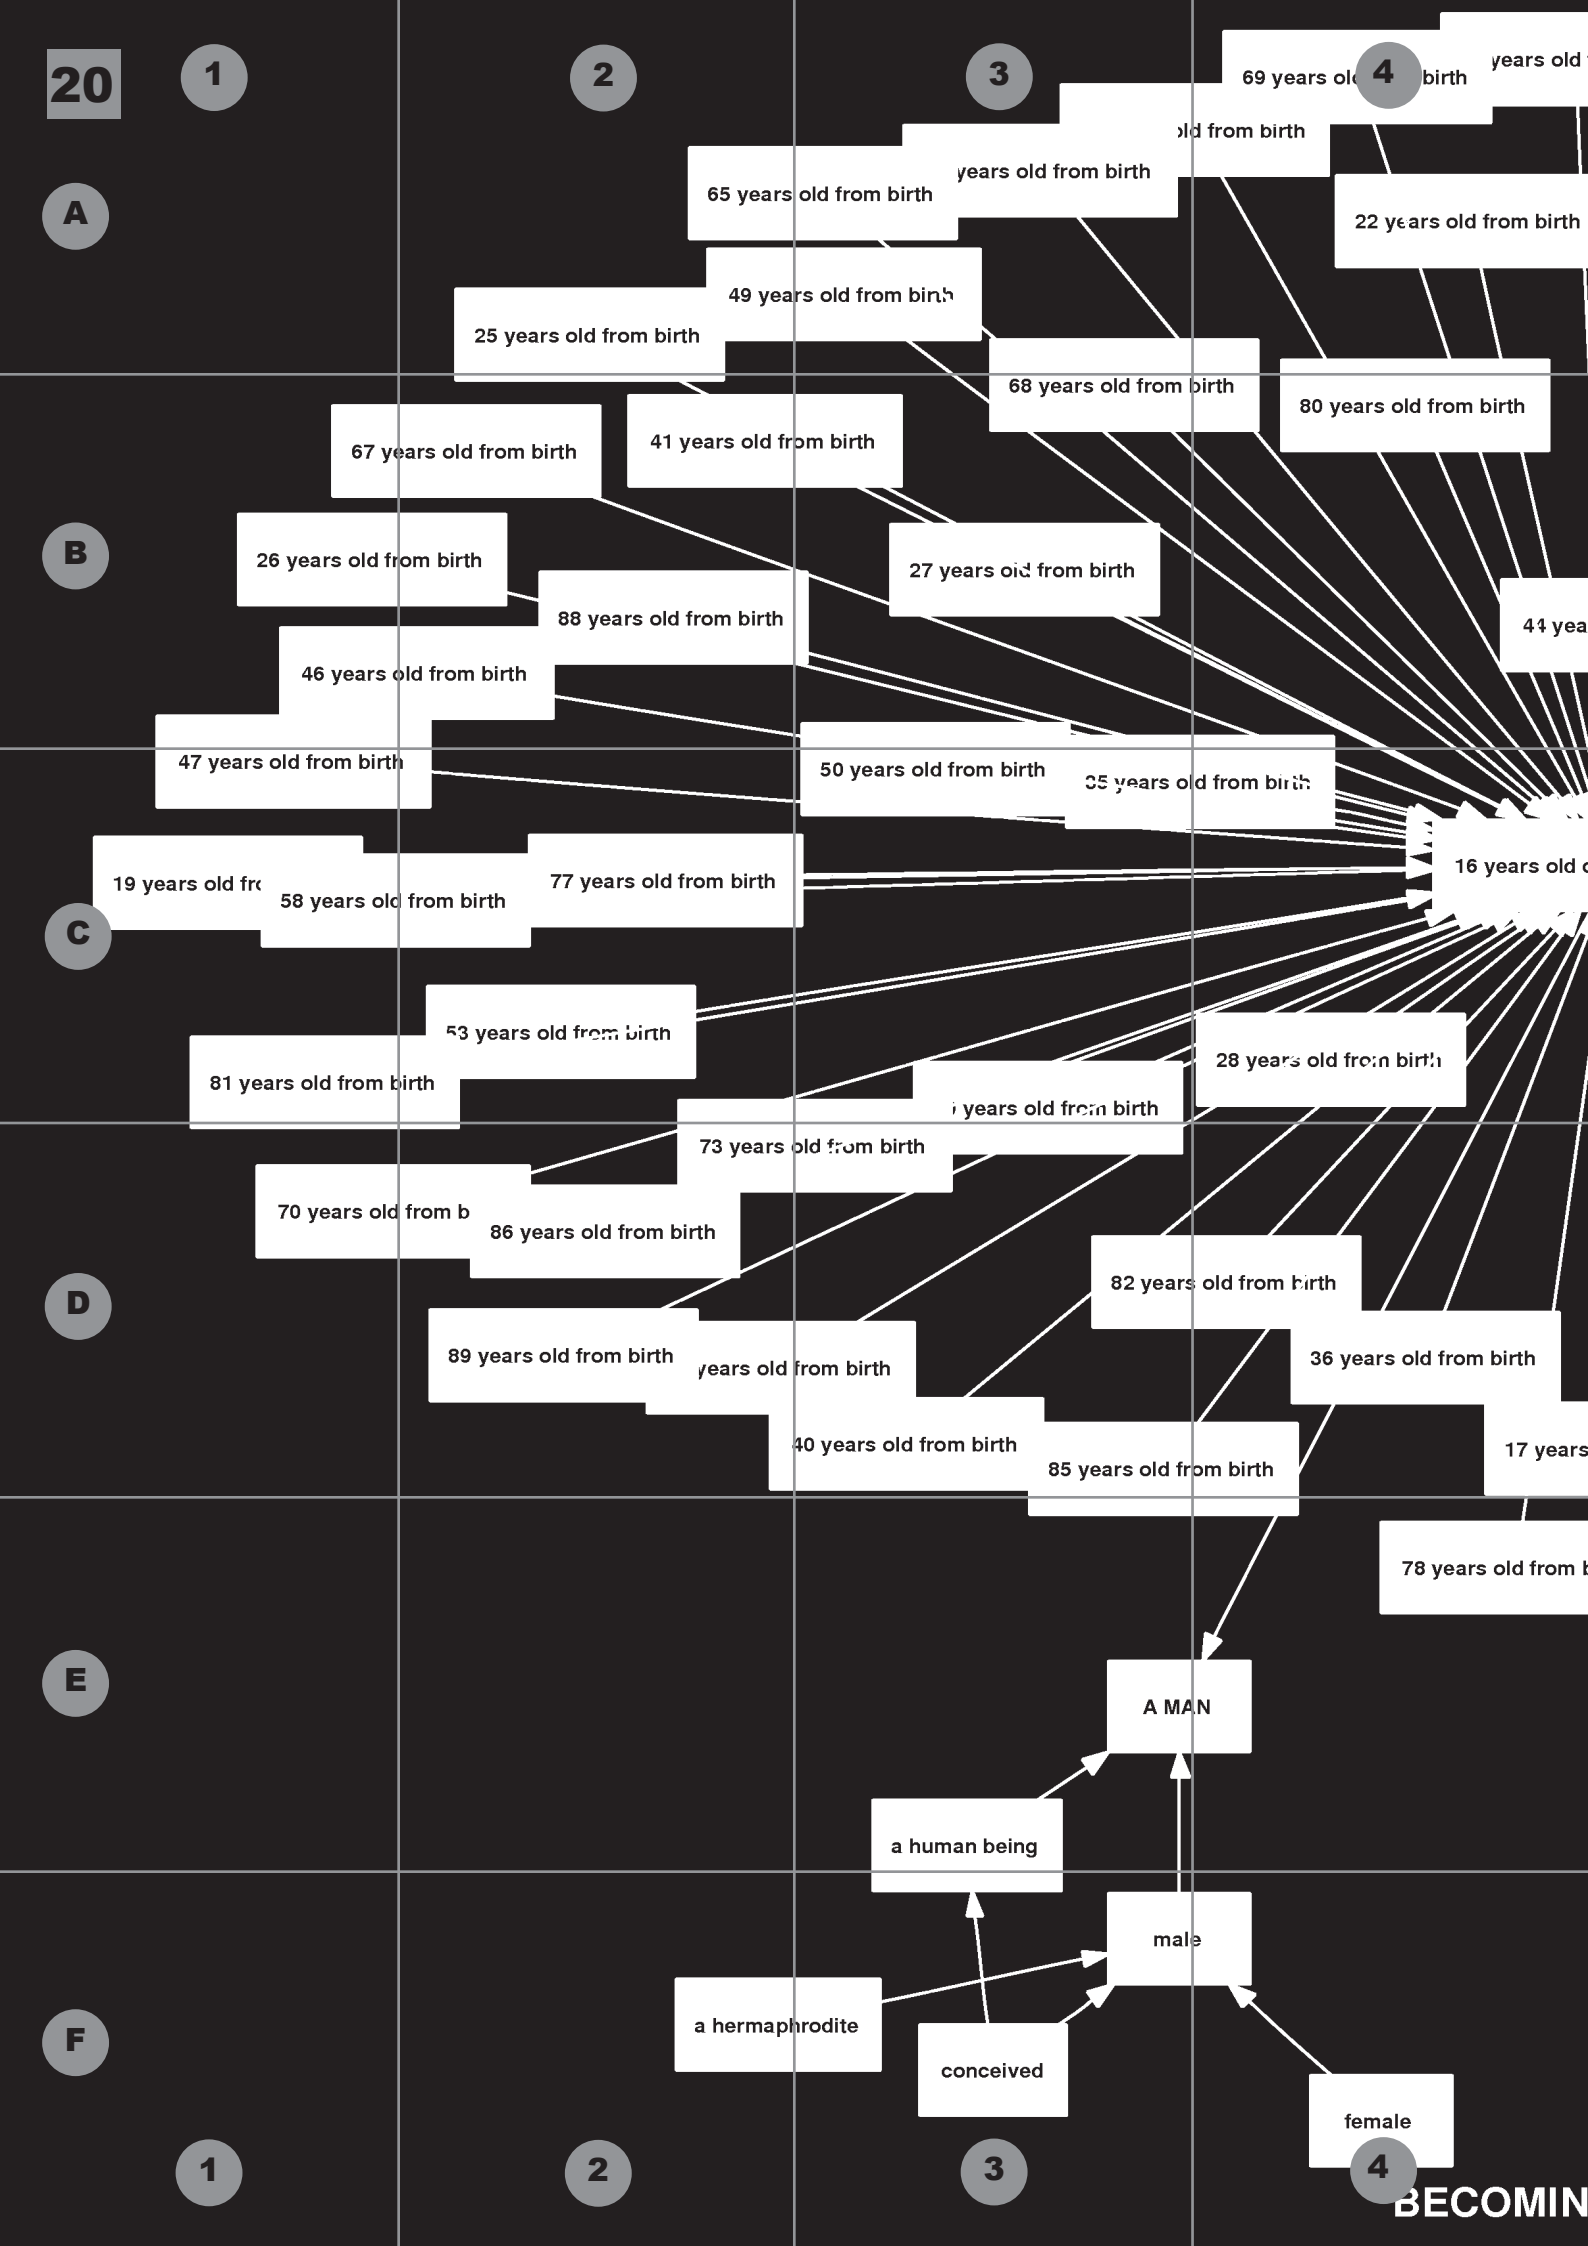 20
1
2
3
4
years old
69 years old birth
old from birth
years old from birth
65 years old from birth
A
22 years old from birth
49 years old from birth
25 years old from birth
68 years old from birth
80 years old from birth
67 years old from birth
41 years old from birth
B
26 years old from birth
27 years old from birth
88 years old from birth
44 yea
46 years old from birth
47 years old from birth
50 years old from birth
35 years old from birth
16 years old
19 years old fro
58 years old from birth
77 years old from birth
C
53 years old from birth
81 years old from birth
28 years old from birth
years old from birth
73 years old from birth
70 years old from b
86 years old from birth
82 years old from birth
D
89 years old from birth
years old from birth
36 years old from birth
40 years old from birth
85 years old from birth
17 years
78 years old from b
E
A MAN
a human being
male
a hermaphrodite
F
conceived
female
1
2
3
4
BECOMIN